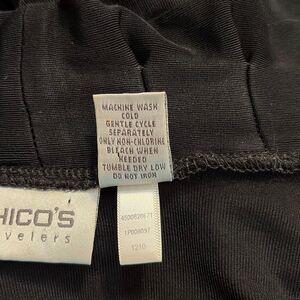 MACHINE WASH
COLD
GENTLE CYCLE
SEPARATELY
ONLY NON-CHLORINE
BLEACH WHEN
NEEDED
TUMBLE DRY LOW
DO NOT IRON
HICO'S
velers
1210